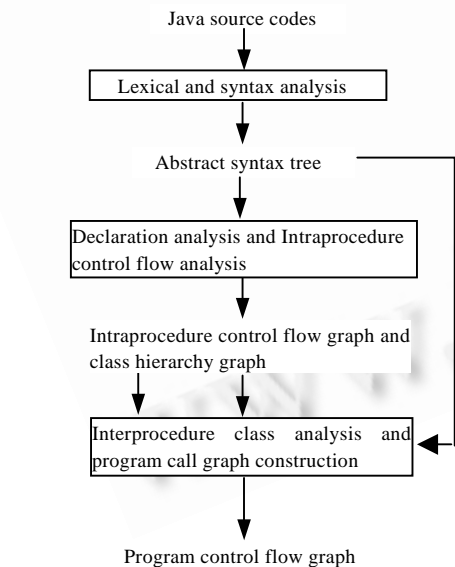 Java source codes
Lexical and syntax analysis
Abstract syntax tree
Declaration analysis and Intraprocedure
control flow analysis
Intraprocedure control flow graph and
class hierarchy graph
Interprocedure class analysis and
program call graph construction
Program control flow graph